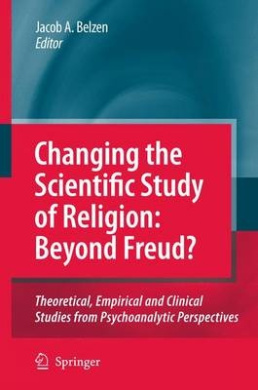 Jacob A. Belzen
Editor
Changing the
Scientific Study
of Religion:
Beyond Freud?
Theoretical, Empirical and Clinical
Studies from Psychoanalytic Perspectives
Springer